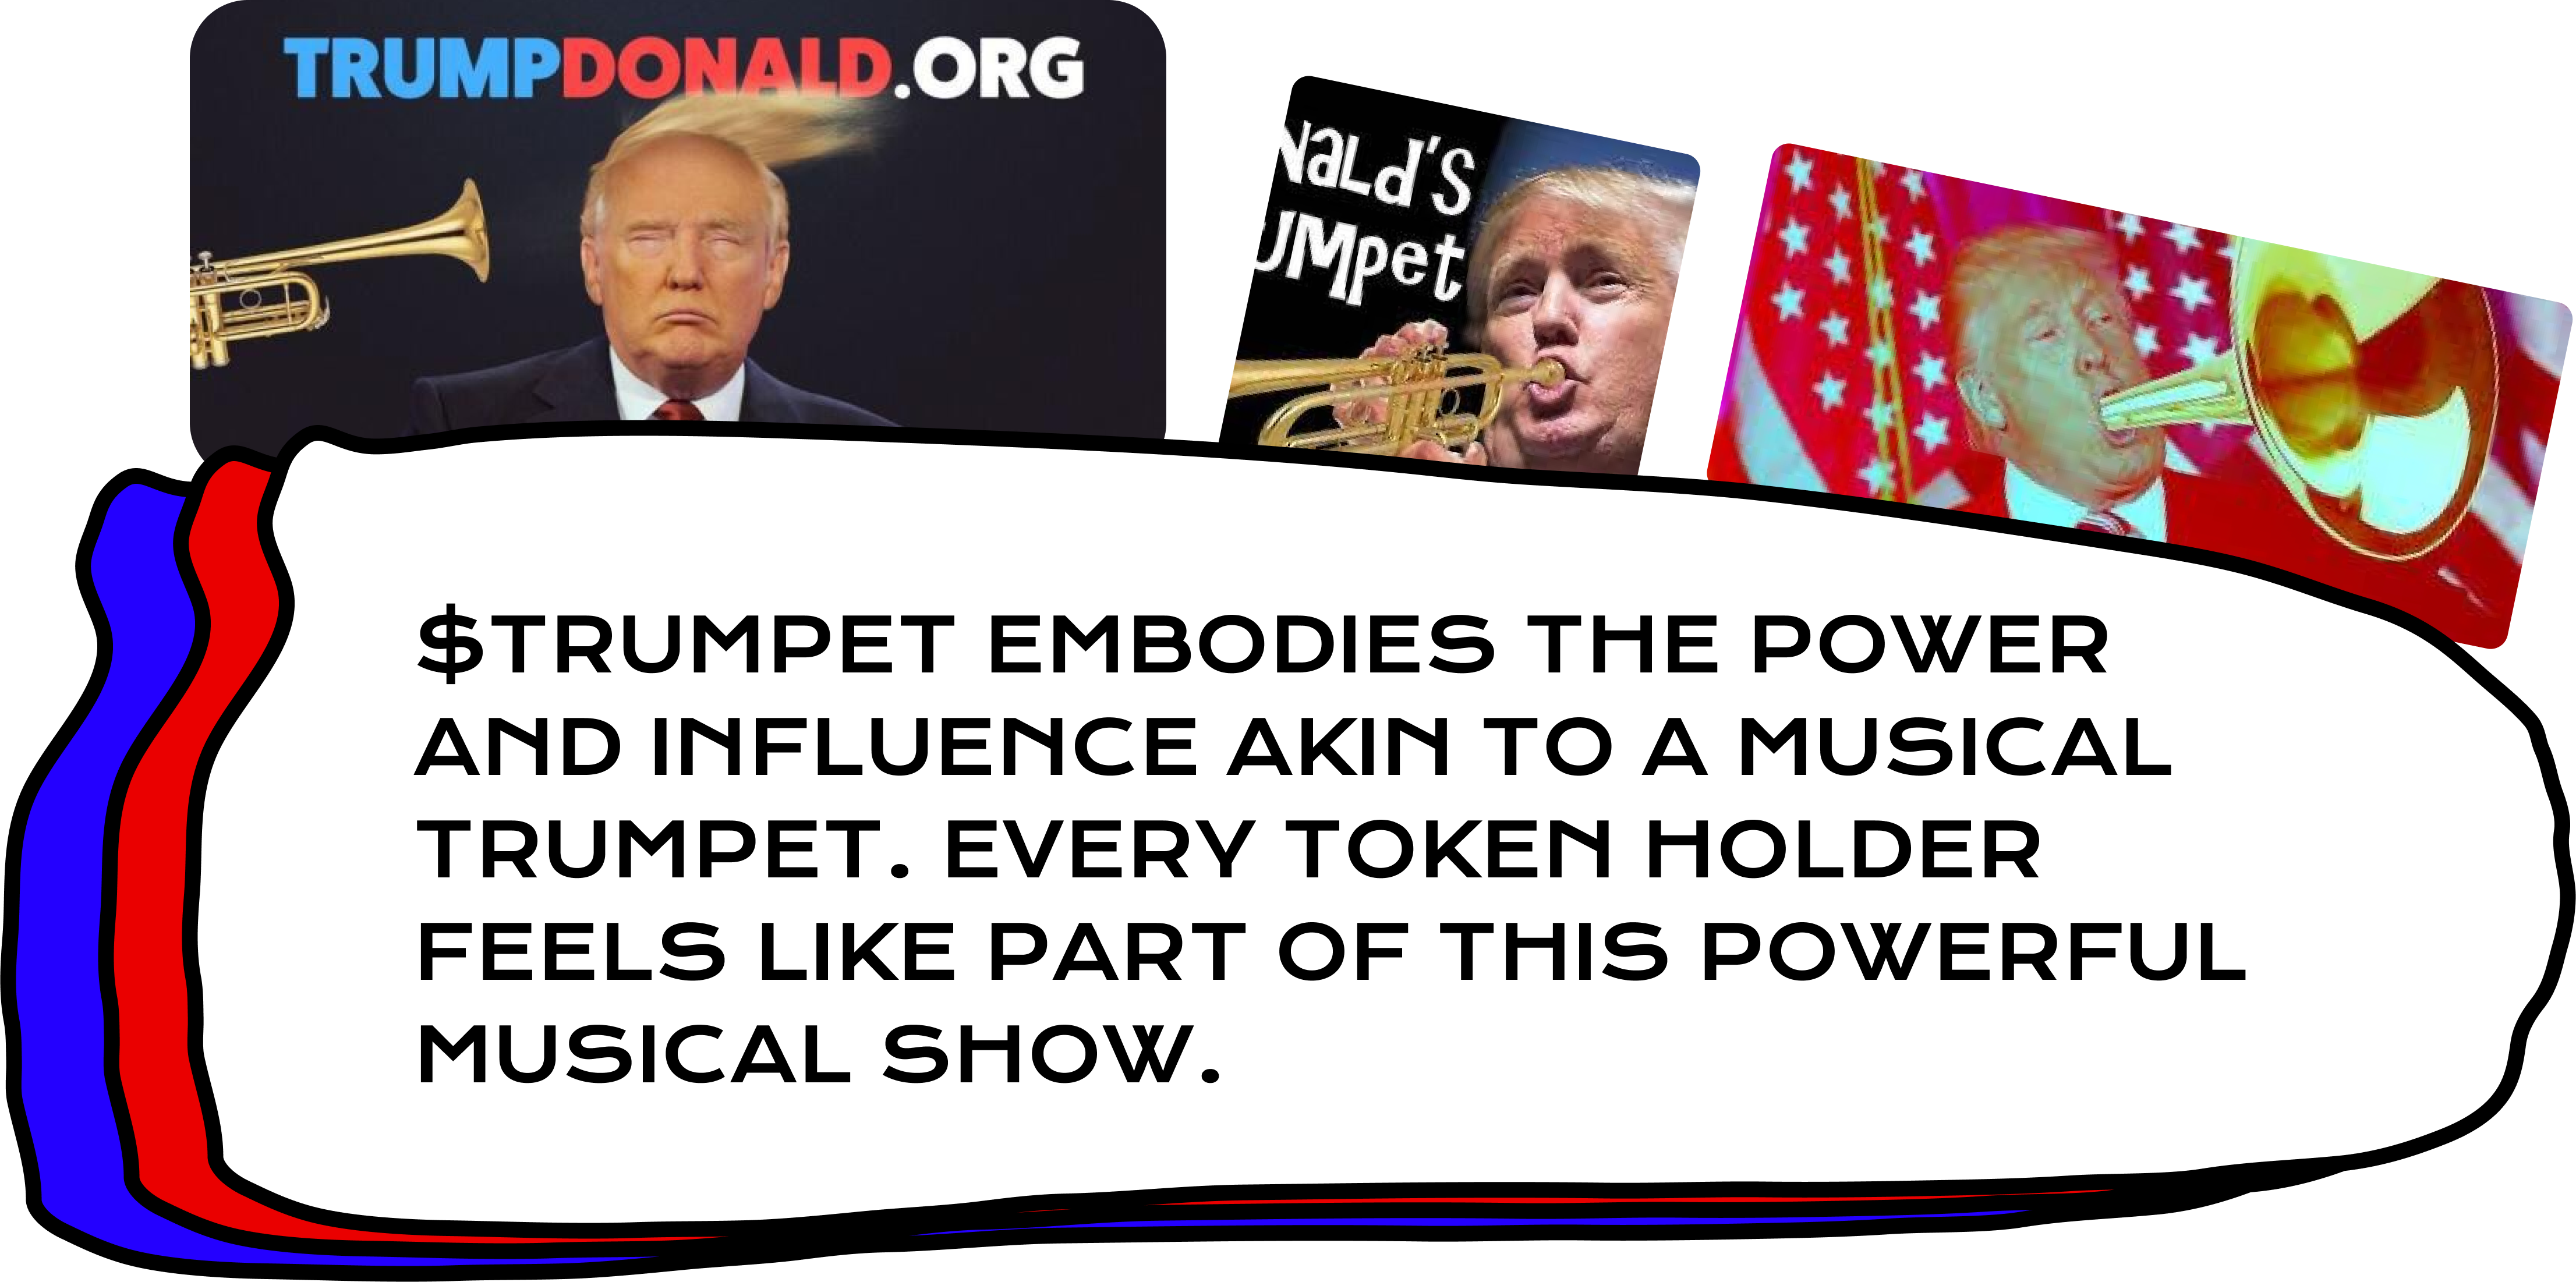 TRUMPDONALD.ORG
NALD'S
UMPET
$TRUMPET EMBODIES THE POWER
AND INFLUENCE AKIN TO A MUSICAL
TRUMPET. EVERY TOKEN HOLDER
FEELS LIKE PART OF THIS POWERFUL
MUSICAL SHOW.